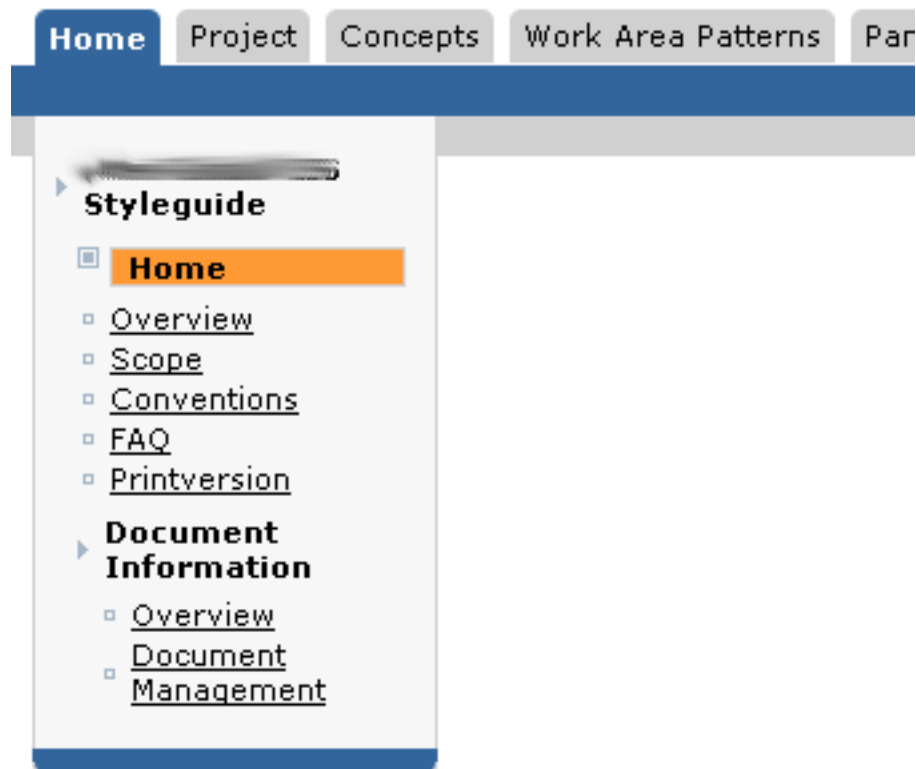 Home Project Concepts Work Area Patterns
Styleguide
Home
Overview
Scope
Conventions
FAQ
Printversion
Document
Information
Overview
Document
Management